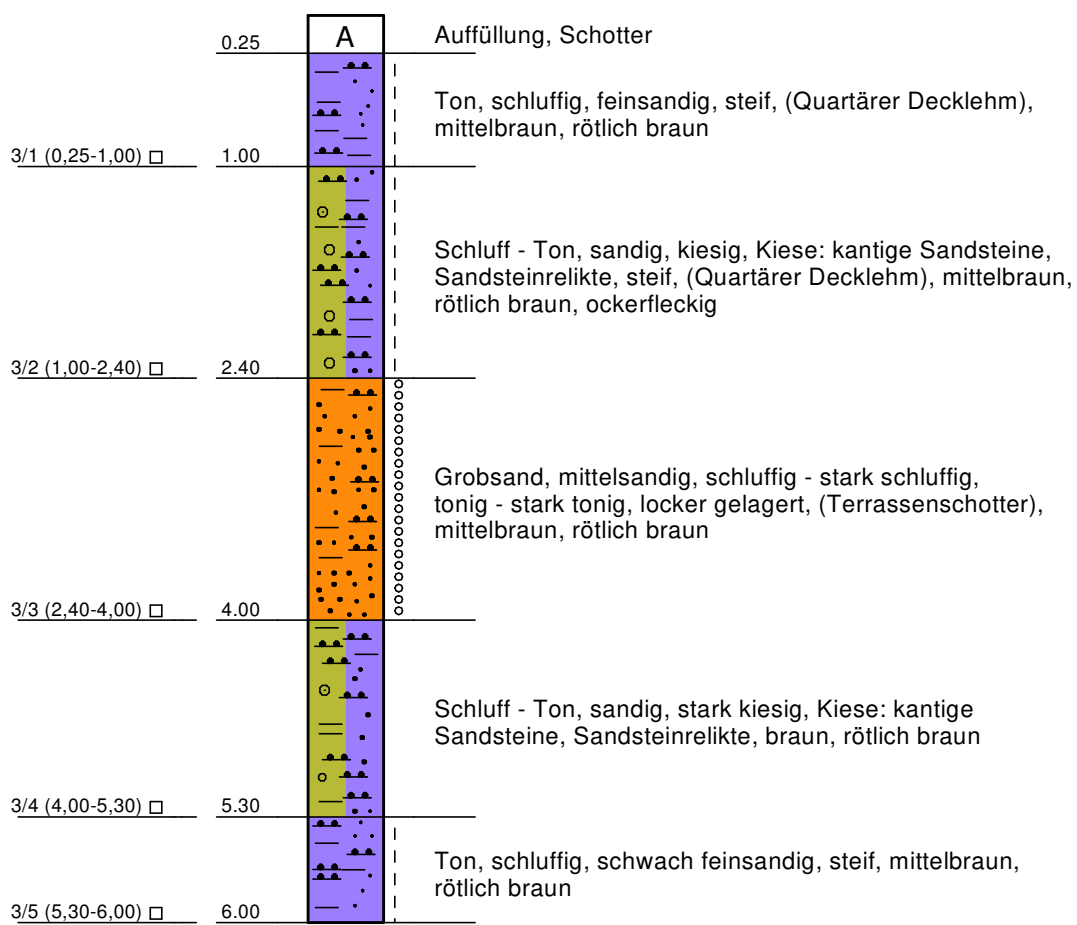 A
Auffüllung, Schotter
0.25
Ton, schluffig, feinsandig, steif, (Quartärer Decklehm),
mittelbraun, rötlich braun
3/1 (0,25-1,00)
1.00
Schluff - Ton, sandig, kiesig, Kiese: kantige Sandsteine,
Sandsteinrelikte, steif, (Quartärer Decklehm), mittelbraun,
rötlich braun, ockerfleckig
3/2 (1,00-2,40)
2.40
Grobsand, mittelsandig, schluffig - stark schluffig,
tonig - stark tonig, locker gelagert, (Terrassenschotter),
mittelbraun, rötlich braun
3/3 (2,40-4,00)
4.00
Schluff - Ton, sandig, stark kiesig, Kiese: kantige
Sandsteine, Sandsteinrelikte, braun, rötlich braun
3/4 (4,00-5,30)
5.30
Ton, schluffig, schwach feinsandig, steif, mittelbraun,
rötlich braun
3/5 (5,30-6,00)
6.00